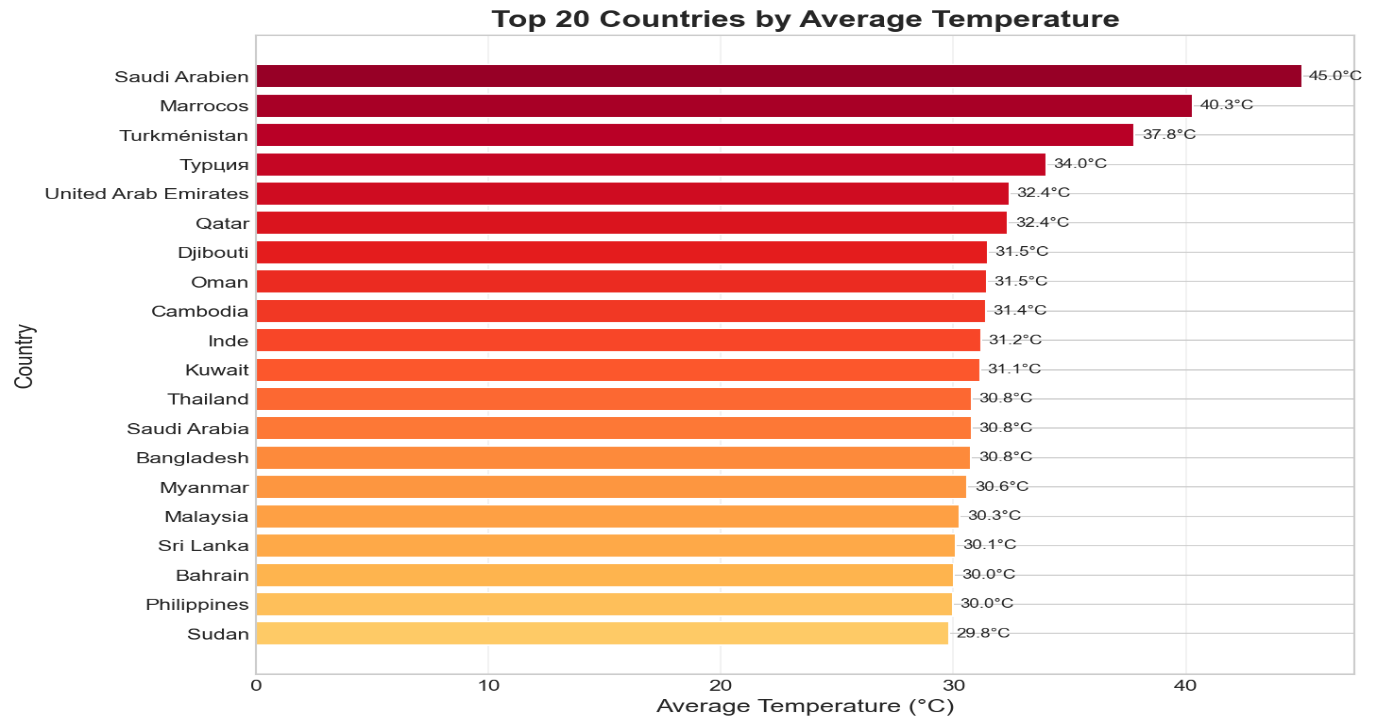 Top 20 Countries by Average Temperature
Country
Saudi Arabien 45.0°C
Marrocos 40.3°C
Turkménistan 37.8°C
Турция 34.0°C
United Arab Emirates 32.4°C
Qatar 32.4°C
Djibouti 31.5°C
Oman 31.5°C
Cambodia 31.4°C
Inde 31.2°C
Kuwait 31.1°C
Thailand 30.8°C
Saudi Arabia 30.8°C
Bangladesh 30.8°C
Myanmar 30.6°C
Malaysia 30.3°C
Sri Lanka 30.1°C
Bahrain 30.0°C
Philippines 30.0°C
Sudan 29.8°C
0 10 20 30 40
Average Temperature (°C)